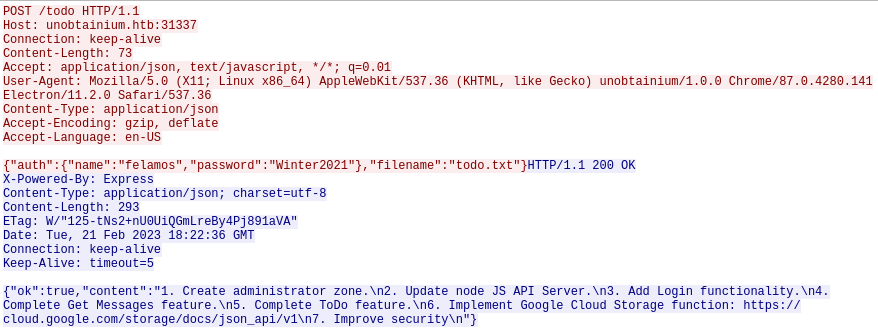 POST /todo HTTP/1.1
Host: unobtainium.htb:31337
Connection: keep-alive
Content-Length: 73
Accept: application/json, text/javascript, */*; q=0.01
User-Agent: Mozilla/5.0 (X11; Linux x86_64) AppleWebKit/537.36 (KHTML, like Gecko) unobtainium/1.0.0 Chrome/87.0.4280.141
Electron/11.2.0 Safari/537.36
Content-Type: application/json
Accept-Encoding: gzip, deflate
Accept-Language: en-US
{"auth":{"name":"felamos","password":"Winter2021"},"filename":"todo.txt"}HTTP/1.1 200 OK
X-Powered-By: Express
Content-Type: application/json; charset=utf-8
Content-Length: 293
ETag: W/"125-tNs2+nU0UiQGmLreBy4Pj891aVA"
Date: Tue, 21 Feb 2023 18:22:36 GMT
Connection: keep-alive
Keep-Alive: timeout=5
{"ok":true,"content":"1. Create administrator zone.\n2. Update node JS API Server.\n3. Add Login functionality.\n4.
Complete Get Messages feature.\n5. Complete ToDo feature.\n6. Implement Google Cloud Storage function: https://
cloud.google.com/storage/docs/json_api/v1\n7. Improve security\n"}